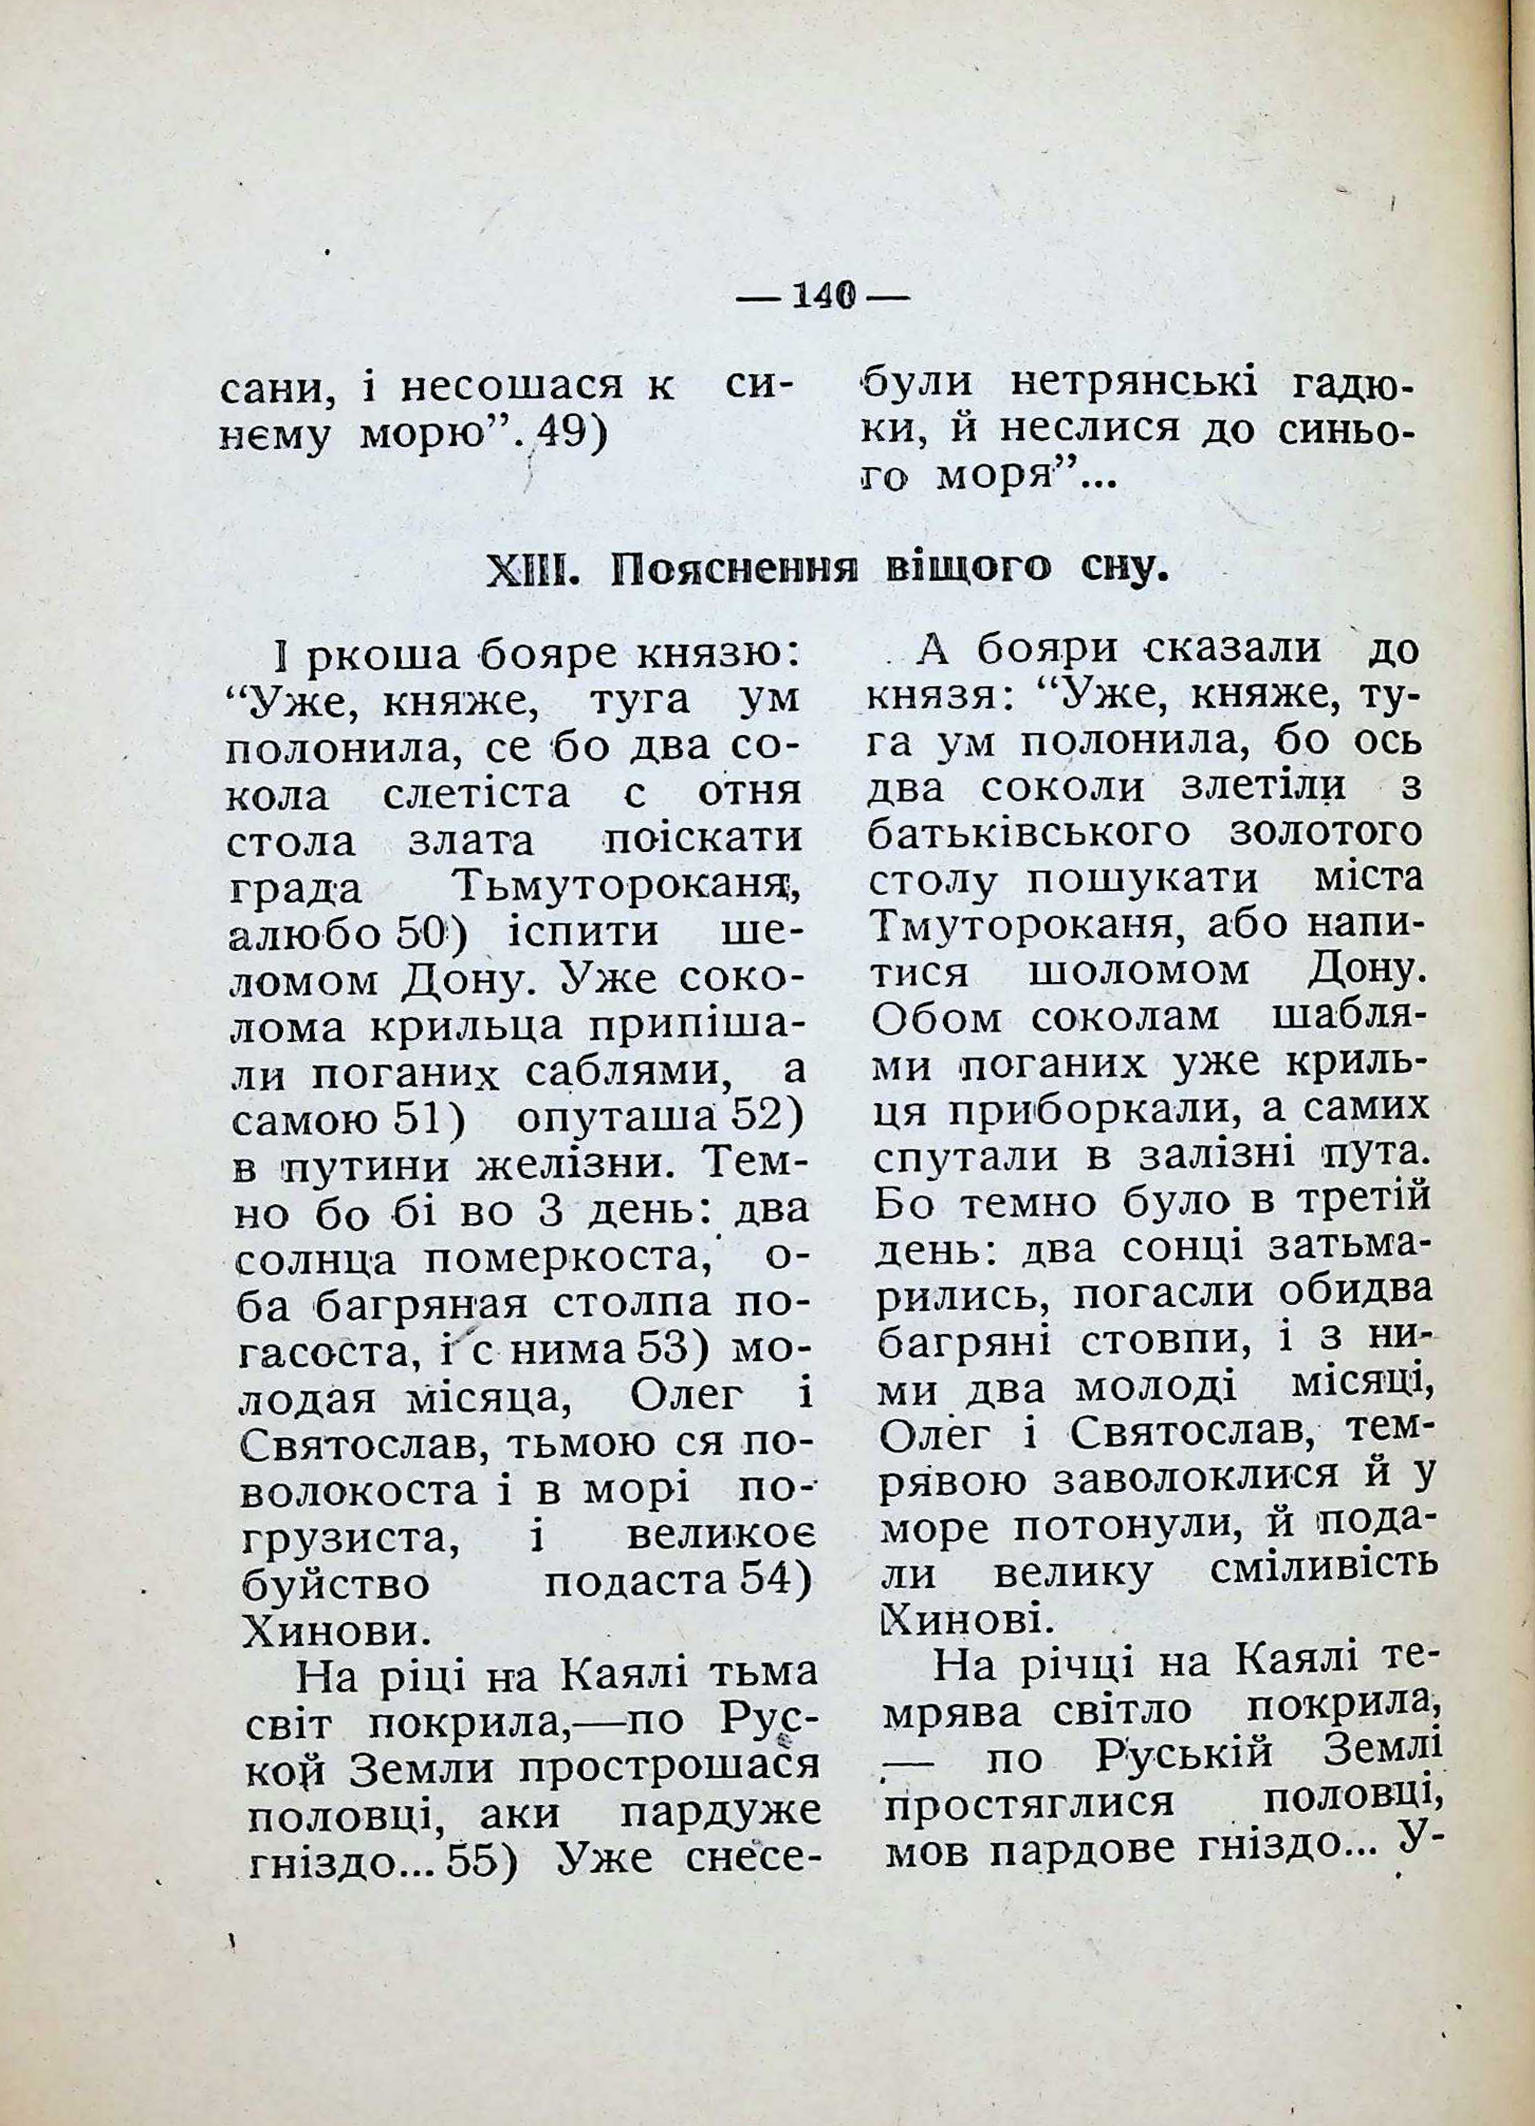 — 140 —
сани, і несошася к си-
нєму морю”. 49)
були нетрянські гадю-
ки, й неслися до синьо-
го моря”...
XIII. Пояснення віщого сну.
І ркоша бояре князю:
“Уже, княже, туга ум
полонила, се бо два со-
кола слетіста с отня
стола злата поіскати
града Тьмутороканя,
алюбо 50) іспити ше-
ломом Дону. Уже соко-
лома крильца припіша-
ли поганих саблями, а
самою 51) опуташа 52)
в путини желізни. Тем-
но бо бі во 3 день: два
солнца померкоста, о-
ба багряная столпа по-
гасоста, і с нима 53) мо-
лодая місяца, Олег і
Святослав, тьмою ся по-
волокоста і в морі по-
грузиста, і великоє
буйство подаста 54)
Хинови.
На ріці на Каялі тьма
світ покрила,—по Рус-
кой Земли прострошася
половці, аки пардуже
гніздо... 55) Уже снесе-
А бояри сказали до
князя: “Уже, княже, ту-
га ум полонила, бо ось
два соколи злетіли з
батьківського золотого
столу пошукати міста
Тмутороканя, або напи-
тися шоломом Дону.
Обом соколам шабля-
ми поганих уже криль-
ця приборкали, а самих
спутали в залізні пута.
Бо темно було в третій
день: два сонці затьма-
рились, погасли обидва
багряні стовпи, і з ни-
ми два молоді місяці,
Олег і Святослав, тем-
рявою заволоклися й у
море потонули, й пода-
ли велику сміливість
Хинові.
На річці на Каялі те-
мрява світло покрила,
— по Руській Землі
простяглися половці,
мов пардове гніздо... У-